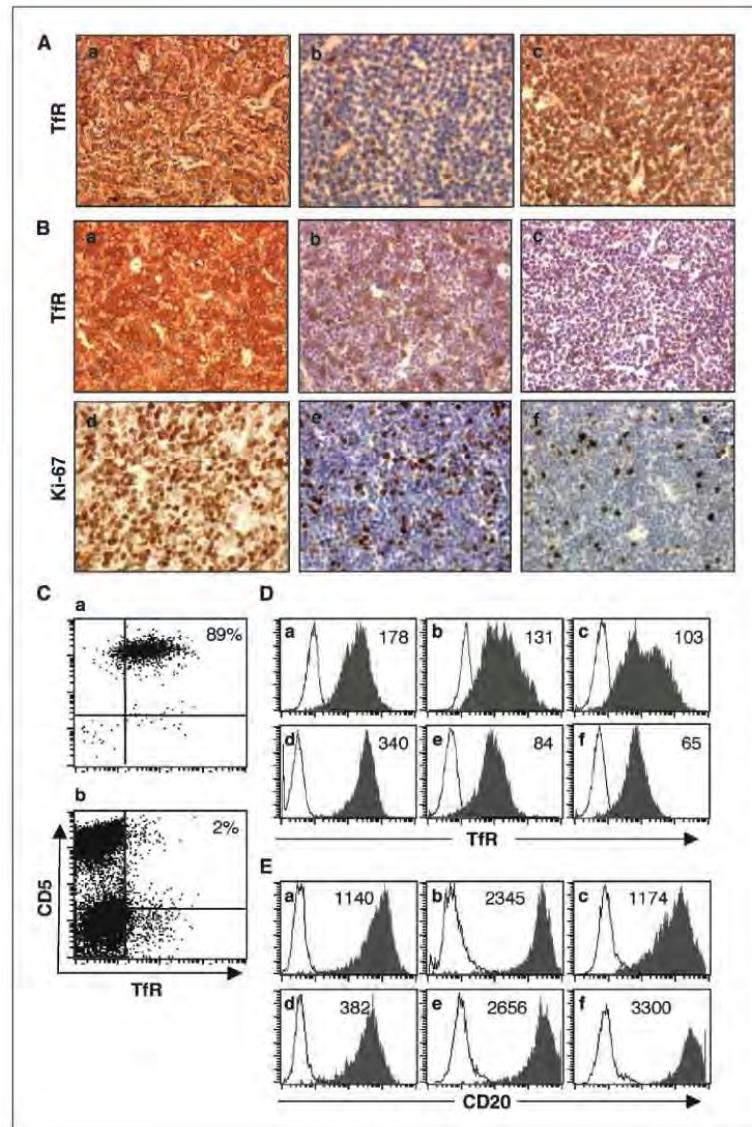 A
TfR
a
b
c
B
TfR
a
b
c
Ki-67
d
e
f
C
a
89%
b
2%
CD5
TfR
D
a 178
b 131
c 103
d 340
e 84
f 65
TfR
E
a 1140
b 2345
c 1174
d 382
e 2656
f 3300
CD20